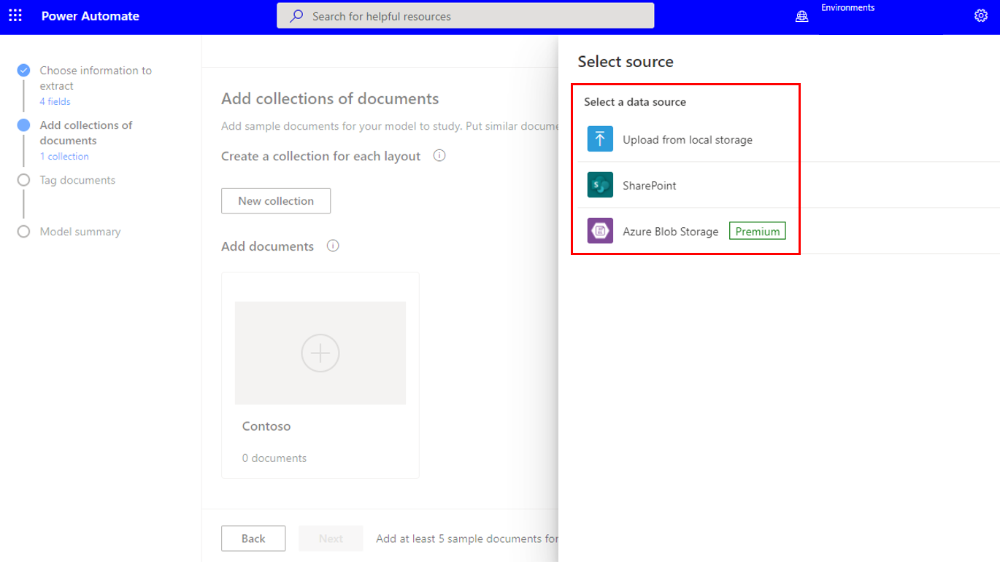 Power Automate
Search for helpful resources
Environments
Choose information to
extract
4 fields
Add collections of
documents
1 collection
Tag documents
Model summary
Add collections of documents
Add sample documents for your model to study. Put similar
Create a collection for each layout
New collection
Add documents
Contoso
0 documents
Back
Next
Add at least 5 sample documents for
Select source
Select a data source
Upload from local storage
SharePoint
Azure Blob Storage
Premium